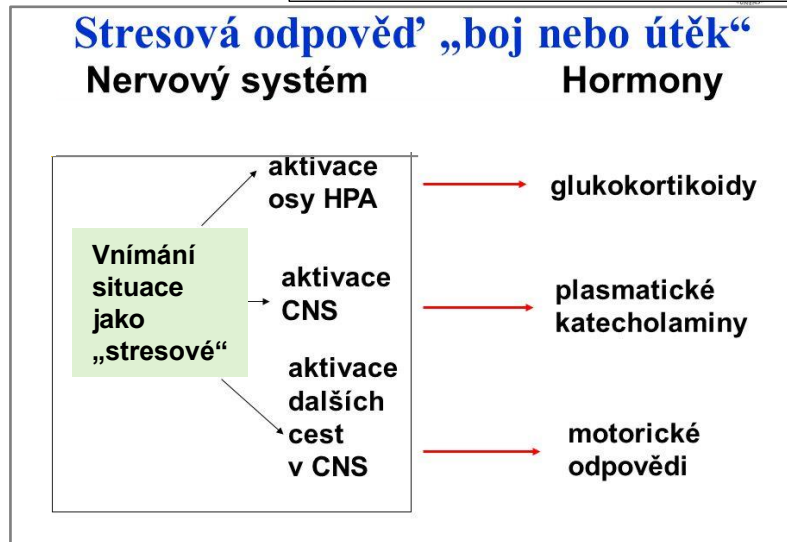 Stresová odpověď „boj nebo útěk“
Nervový systém
Hormony
aktivace
osy HPA
glukokortikoidy
Vnímání
situace
jako
„stresové“
aktivace
CNS
plasmatické
katecholaminy
aktivace
dalších
cest
v CNS
motorické
odpovědi